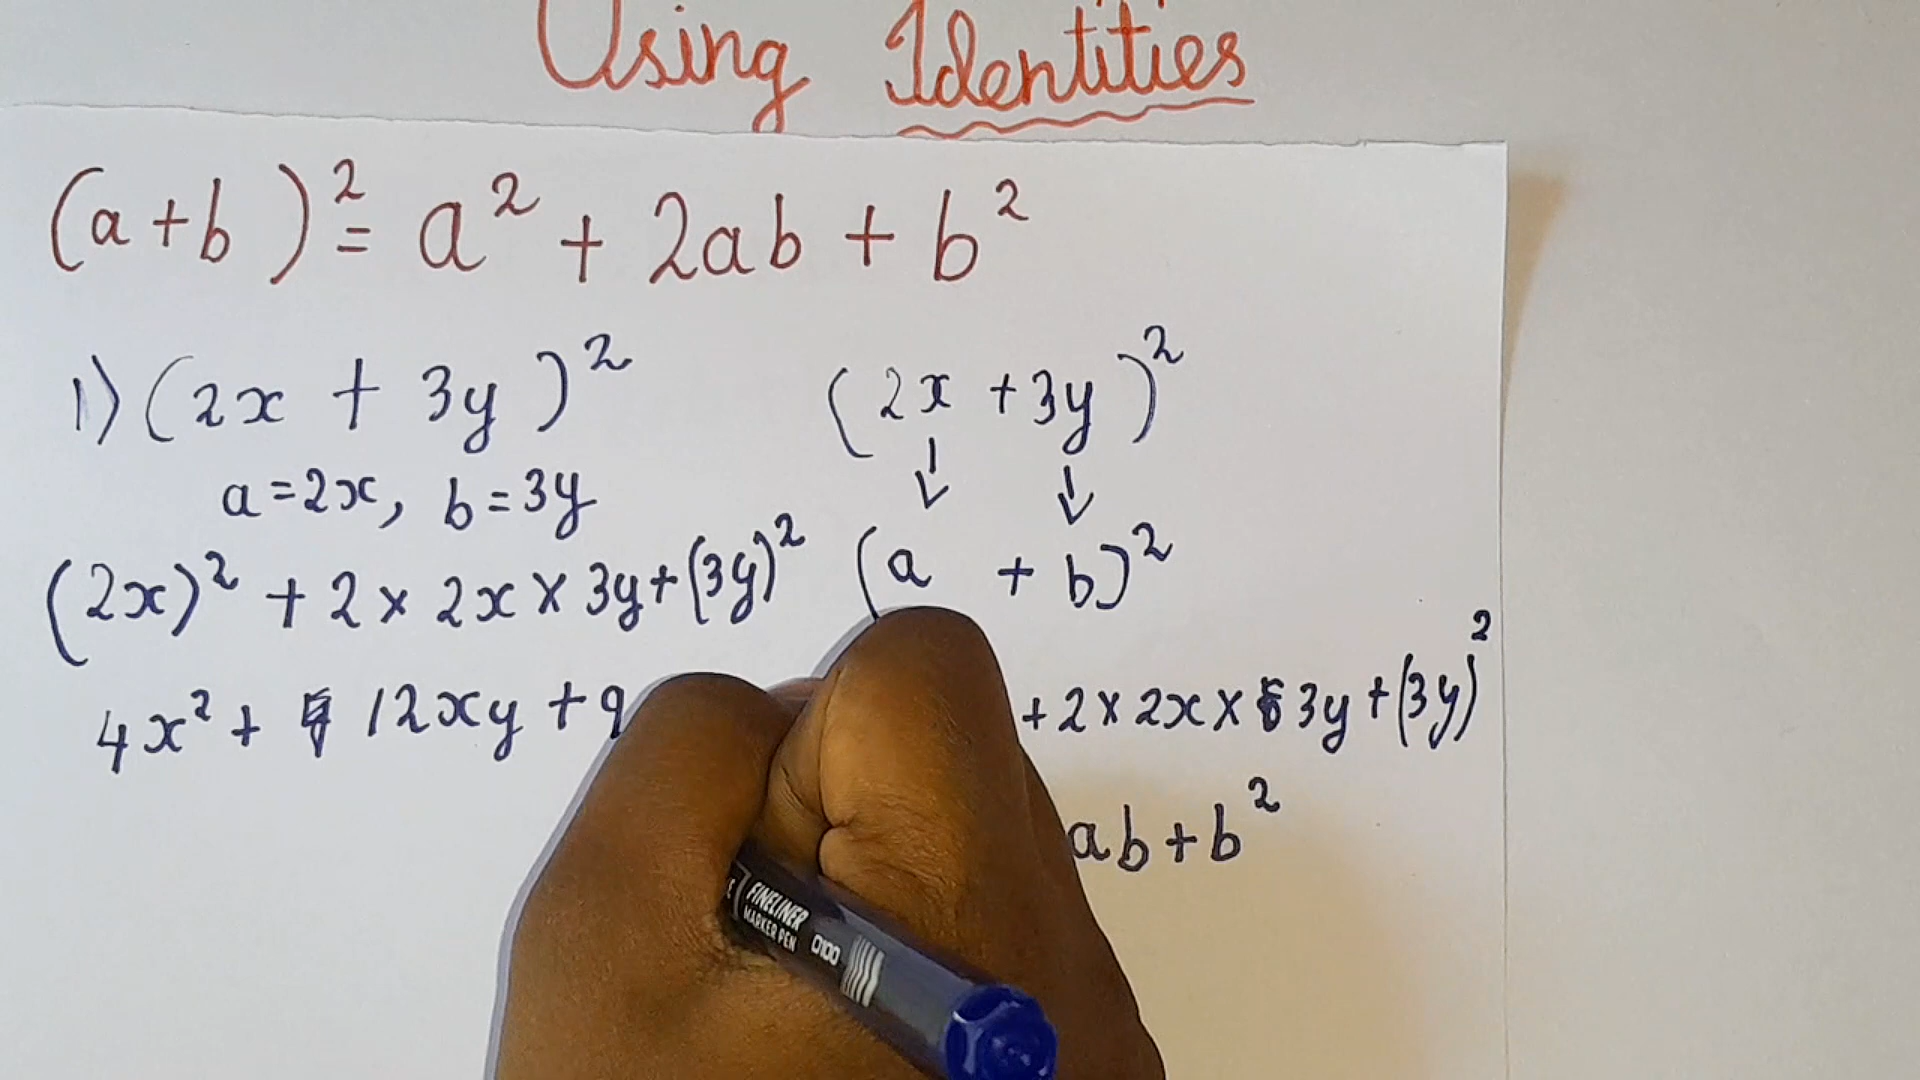 Using Identities
(a+b)² = a² + 2ab + b²
1) (2x + 3y)²
a=2x, b=3y
(2x)² + 2 × 2x × 3y + (3y)²
4x² + 12xy + 9
(2x + 3y)²
↓ ↓
(a + b)²
+ 2 × 2x × 3y + (3y)²
ab + b²
FINELINER
MARKER PEN 0100